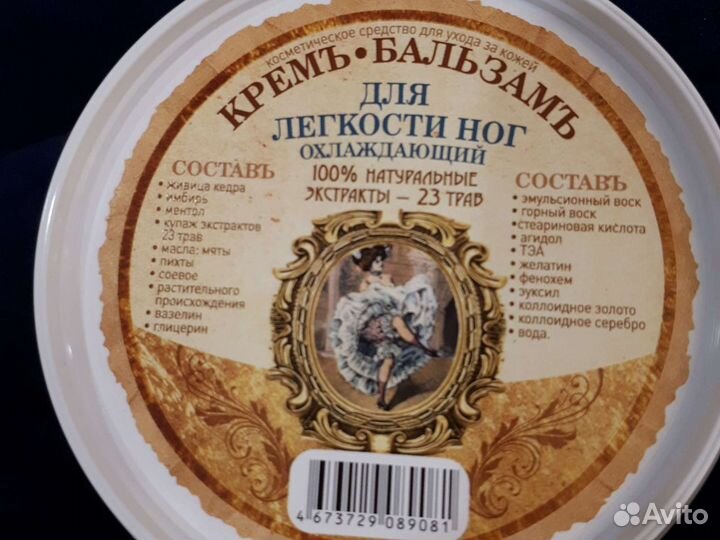 косметическое средство для ухода за кожей
КРЕМЪ • БАЛЬЗАМЪ
ДЛЯ
ЛЕГКОСТИ НОГ
ОХЛАЖДАЮЩИЙ
100% НАТУРАЛЬНЫЕ
ЭКСТРАКТЫ — 23 ТРАВ
СОСТАВЪ
• живица кедра
• имбирь
• ментол
• купаж экстрактов
23 трав
• масла: мяты
• пихты
• соевое
• растительного
происхождения
• вазелин
• глицерин
СОСТАВЪ
• эмульсионный воск
• горный воск
• стеариновая кислота
• агидол
• ТЭА
• желатин
• фенохем
• эуксил
• коллоидное золото
• коллоидное серебро
• вода.
4 673729 089081
Avito